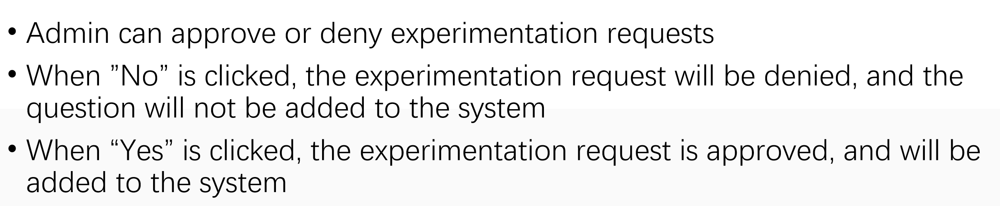 • Admin can approve or deny experimentation requests
• When ”No” is clicked, the experimentation request will be denied, and the
question will not be added to the system
• When “Yes” is clicked, the experimentation request is approved, and will be
added to the system